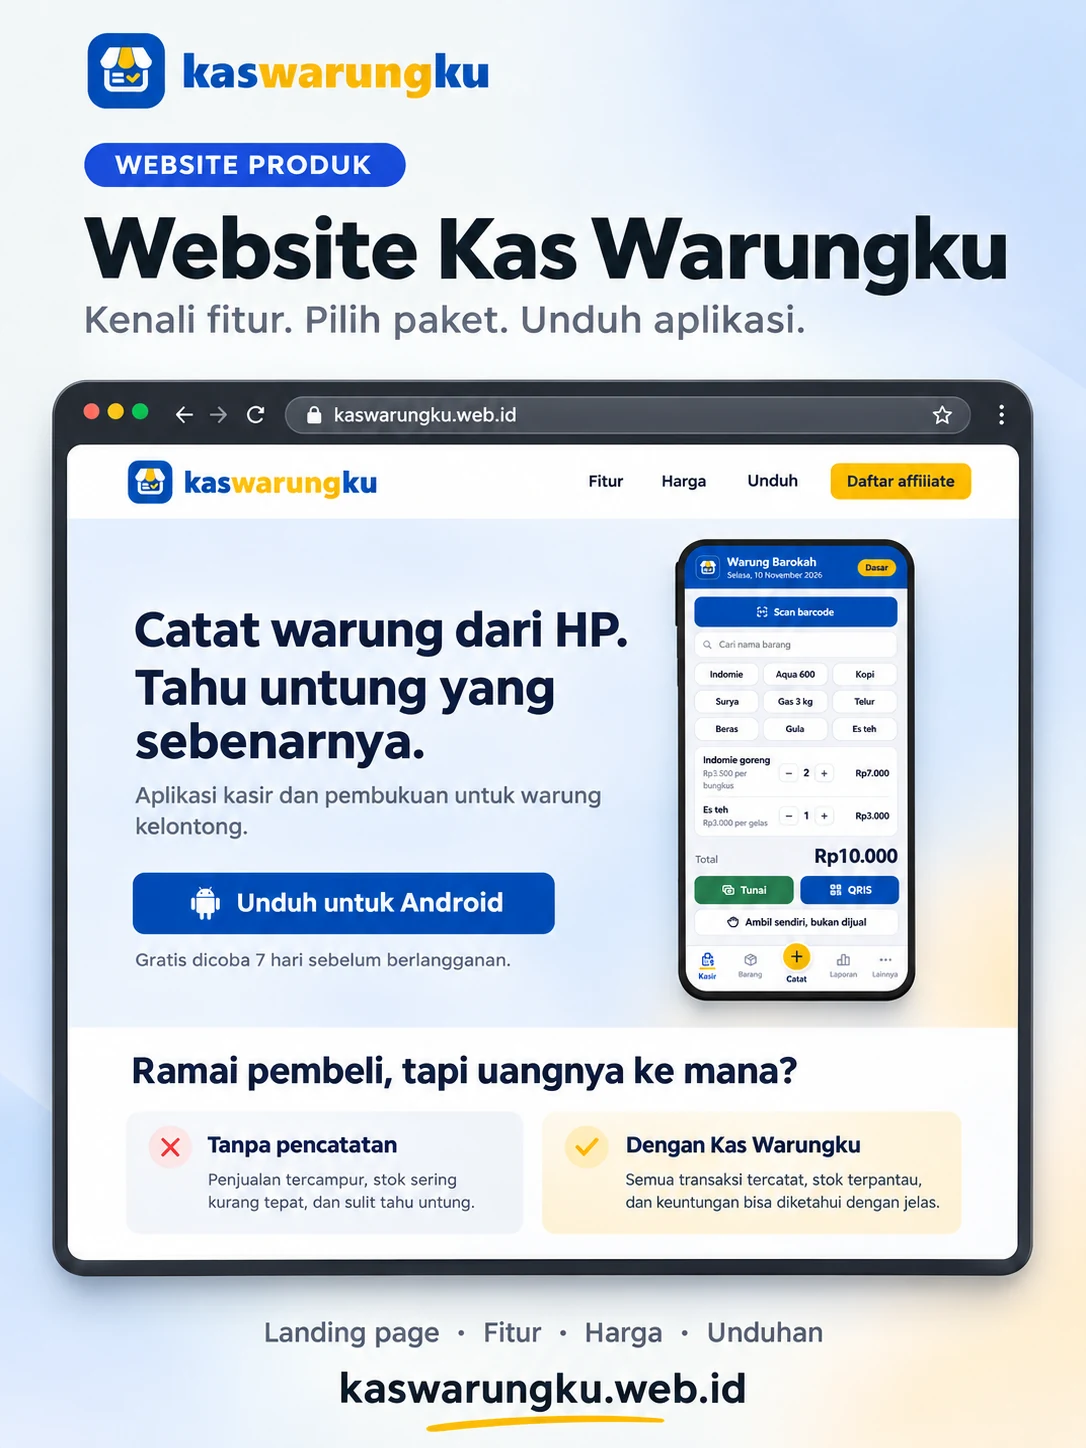 kaswarungku
WEBSITE PRODUK
Website Kas Warungku
Kenali fitur. Pilih paket. Unduh aplikasi.
kaswarungku.web.id
kaswarungku
Fitur
Harga
Unduh
Daftar affiliate
Catat warung dari HP.
Tahu untung yang
sebenarnya.
Aplikasi kasir dan pembukuan untuk warung
kelontong.
Unduh untuk Android
Gratis dicoba 7 hari sebelum berlangganan.
Warung Barokah
Selasa, 10 November 2026
Dasar
Scan barcode
Cari nama barang
Indomie
Aqua 600
Kopi
Surya
Gas 3 kg
Telur
Beras
Gula
Es teh
Indomie goreng
Rp3.500 per
bungkus
− 2 +
Rp7.000
Es teh
Rp3.000 per gelas
− 1 +
Rp3.000
Total
Rp10.000
Tunai
QRIS
Ambil sendiri, bukan dijual
Kasir
Barang
Catat
Laporan
Lainnya
Ramai pembeli, tapi uangnya ke mana?
Tanpa pencatatan
Penjualan tercampur, stok sering
kurang tepat, dan sulit tahu untung.
Dengan Kas Warungku
Semua transaksi tercatat, stok terpantau,
dan keuntungan bisa diketahui dengan jelas.
Landing page • Fitur • Harga • Unduhan
kaswarungku.web.id